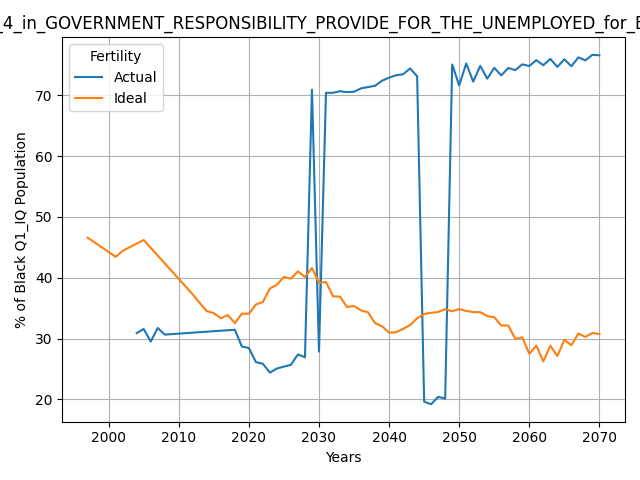 _4_in_GOVERNMENT_RESPONSIBILITY_PROVIDE_FOR_THE_UNEMPLOYED_for_
Fertility
Actual
Ideal
% of Black Q1_IQ Population
70
60
50
40
30
20
2000 2010 2020 2030 2040 2050 2060 2070
Years